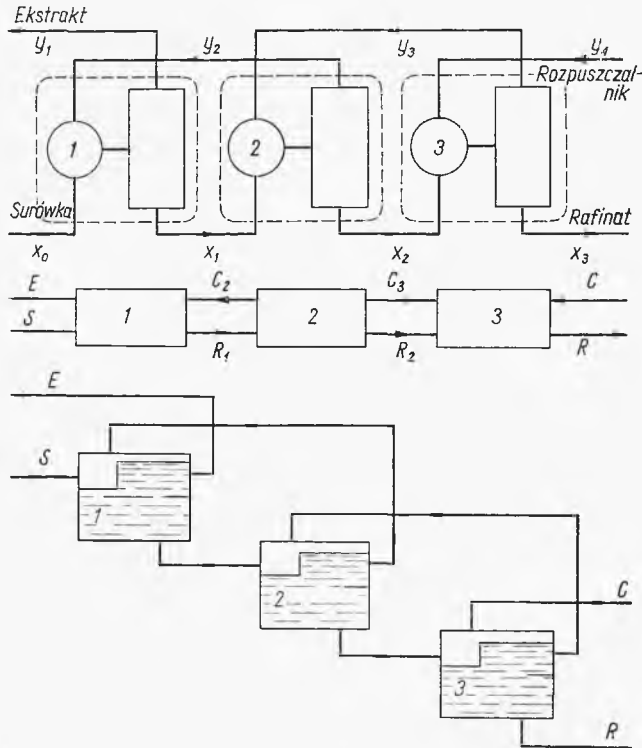 Ekstrakt
y₁ y₂ y₃ y₄
Rozpuszczal-
nik
1 2 3
Surówka Rafinat
x₀ x₁ x₂ x₃
E C₂ C₃ C
S 1 2 3
R₁ R₂ R
E
S
1
2
C
3
R